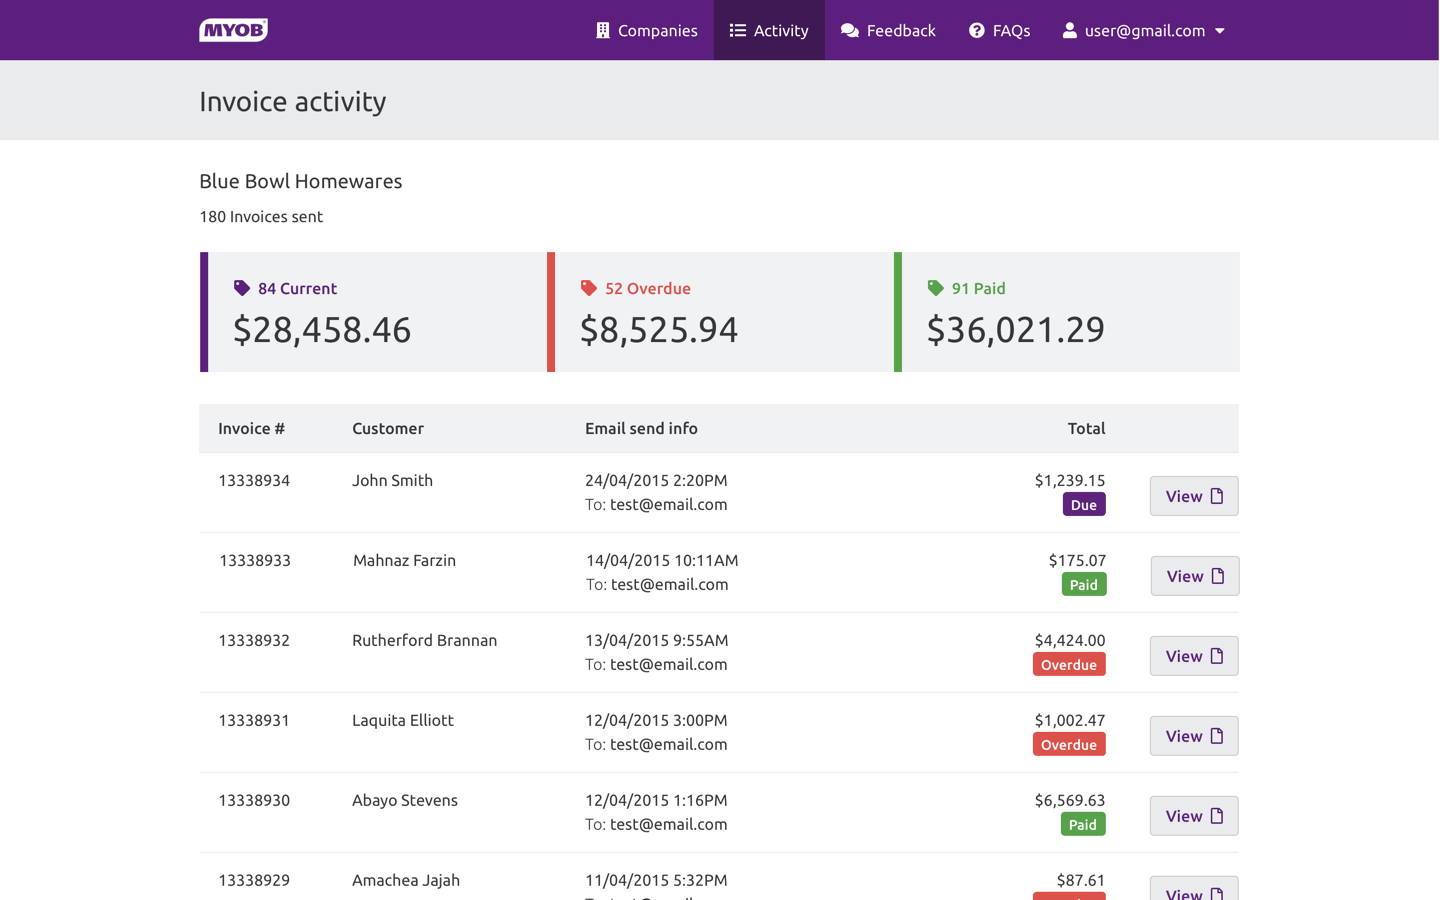 MYOB Companies Activity Feedback FAQs user@gmail.com
Invoice activity
Blue Bowl Homewares
180 Invoices sent
84 Current
$28,458.46
52 Overdue
$8,525.94
91 Paid
$36,021.29
Invoice # Customer Email send info Total
13338934 John Smith 24/04/2015 2:20PM $1,239.15
To: test@email.com Due View
13338933 Mahnaz Farzin 14/04/2015 10:11AM $175.07
To: test@email.com Paid View
13338932 Rutherford Brannan 13/04/2015 9:55AM $4,424.00
To: test@email.com Overdue View
13338931 Laquita Elliott 12/04/2015 3:00PM $1,002.47
To: test@email.com Overdue View
13338930 Abayo Stevens 12/04/2015 1:16PM $6,569.63
To: test@email.com Paid View
13338929 Amachea Jajah 11/04/2015 5:32PM $87.61
View